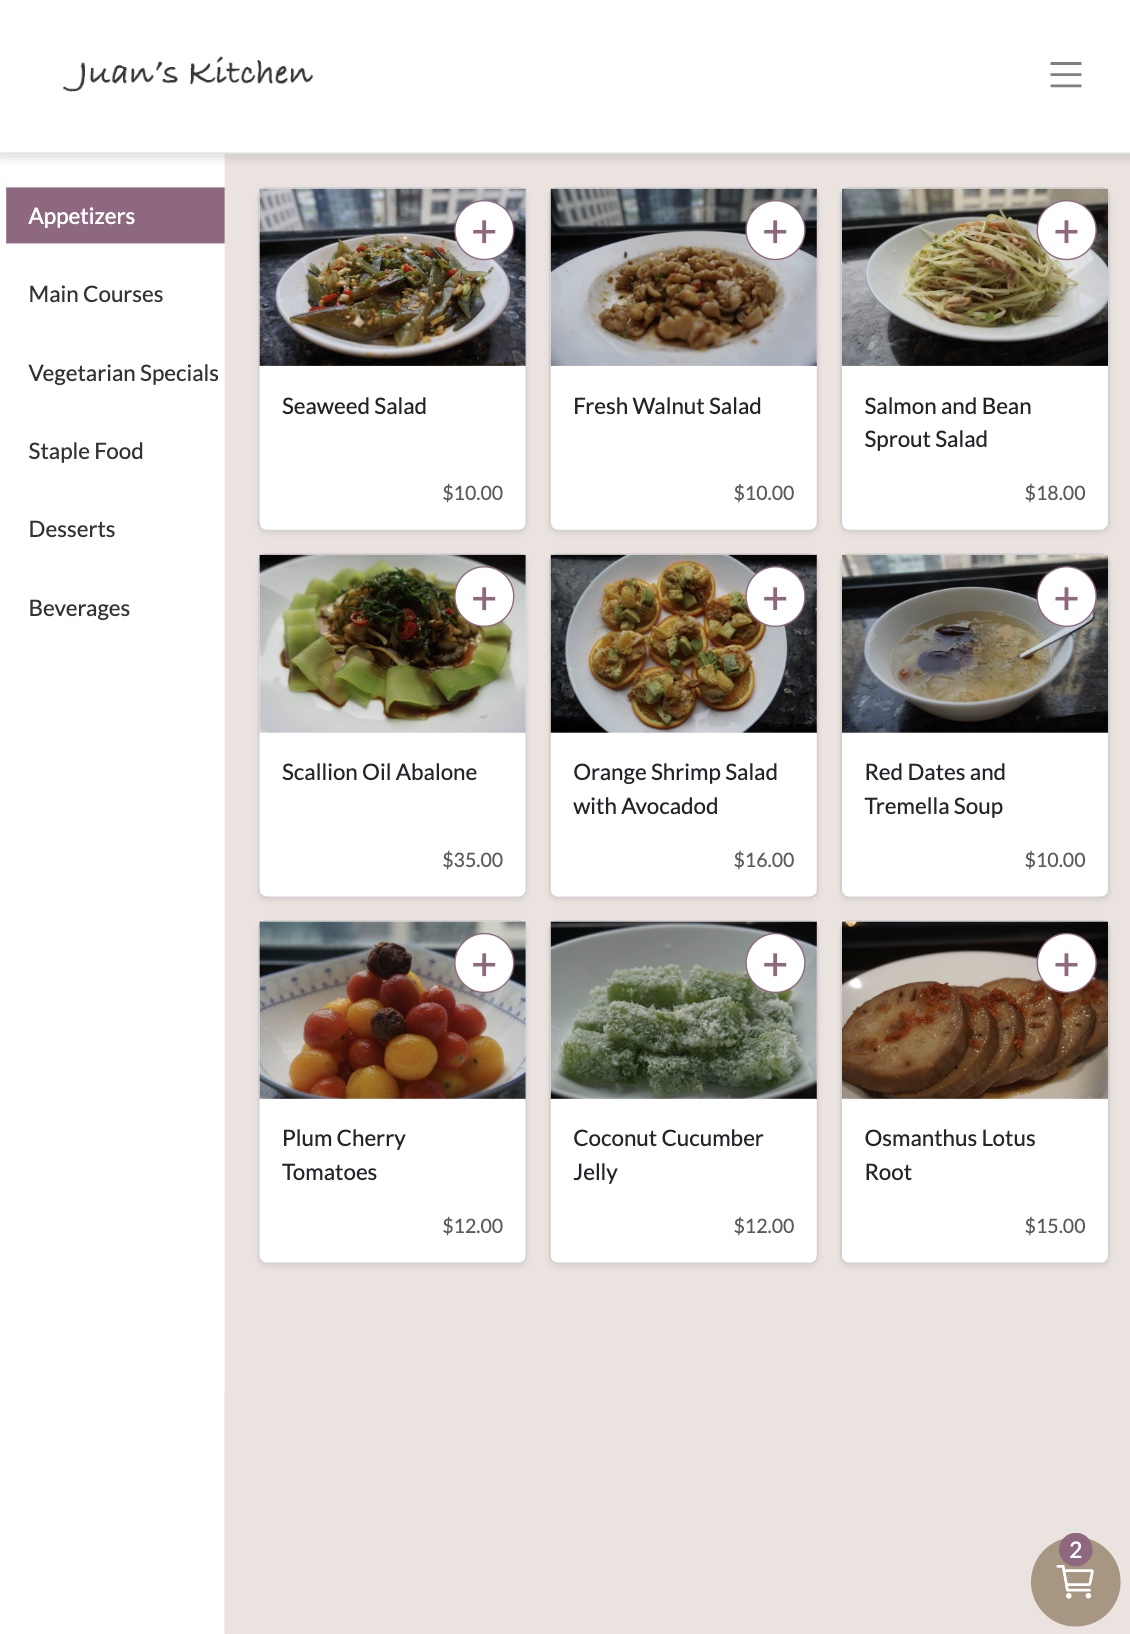 Juan's Kitchen
Appetizers
Main Courses
Vegetarian Specials
Staple Food
Desserts
Beverages
Seaweed Salad
$10.00
Fresh Walnut Salad
$10.00
Salmon and Bean
Sprout Salad
$18.00
Scallion Oil Abalone
$35.00
Orange Shrimp Salad
with Avocadod
$16.00
Red Dates and
Tremella Soup
$10.00
Plum Cherry
Tomatoes
$12.00
Coconut Cucumber
Jelly
$12.00
Osmanthus Lotus
Root
$15.00
2